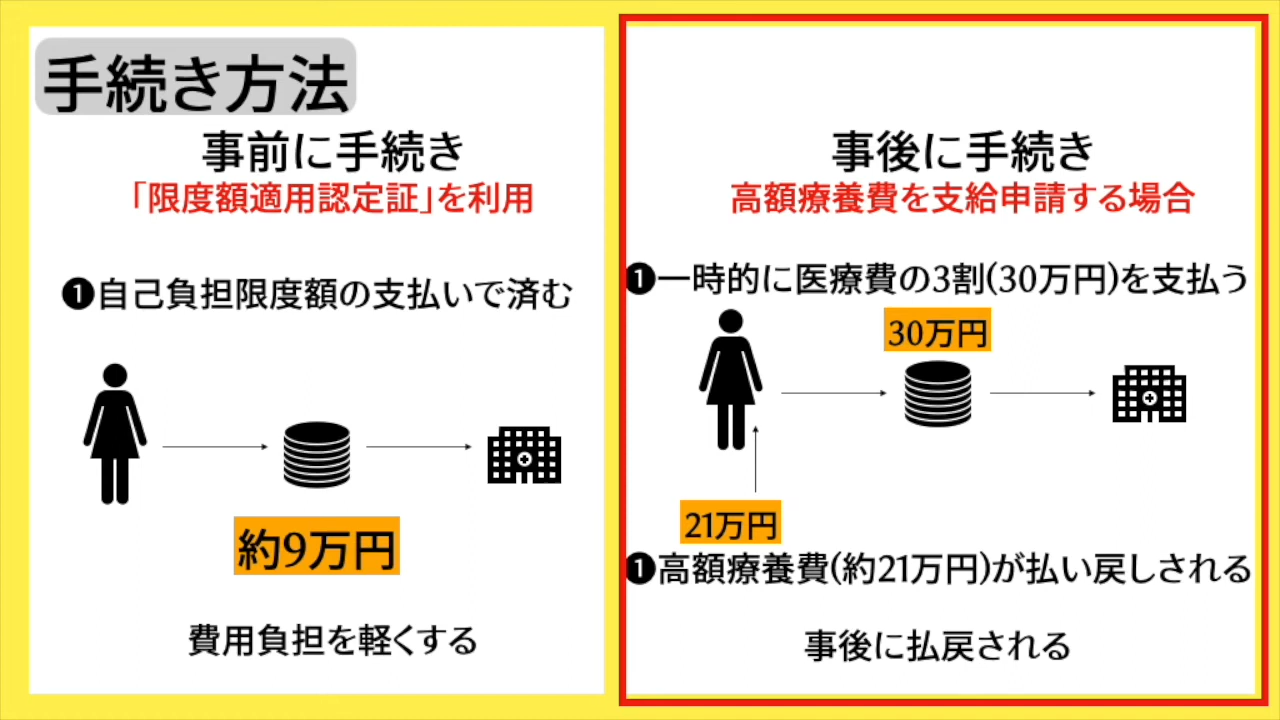 手続き方法
事前に手続き
「限度額適用認定証」を利用
❶自己負担限度額の支払いで済む
約9万円
費用負担を軽くする
事後に手続き
高額療養費を支給申請する場合
❶一時的に医療費の3割(30万円)を支払う
30万円
21万円
❶高額療養費(約21万円)が払い戻しされる
事後に払戻される